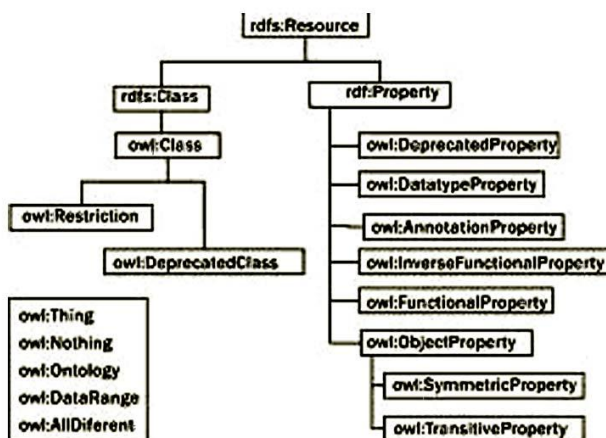 rdfs:Resource
rdfs:Class
rdf:Property
owl:Class
owl:DeprecatedProperty
owl:DatatypeProperty
owl:Restriction
owl:AnnotationProperty
owl:DeprecatedClass
owl:InverseFunctionalProperty
owl:FunctionalProperty
owl:ObjectProperty
owl:SymmetricProperty
owl:TransitiveProperty
owl:Thing
owl:Nothing
owl:Ontology
owl:DataRange
owl:AllDiferent